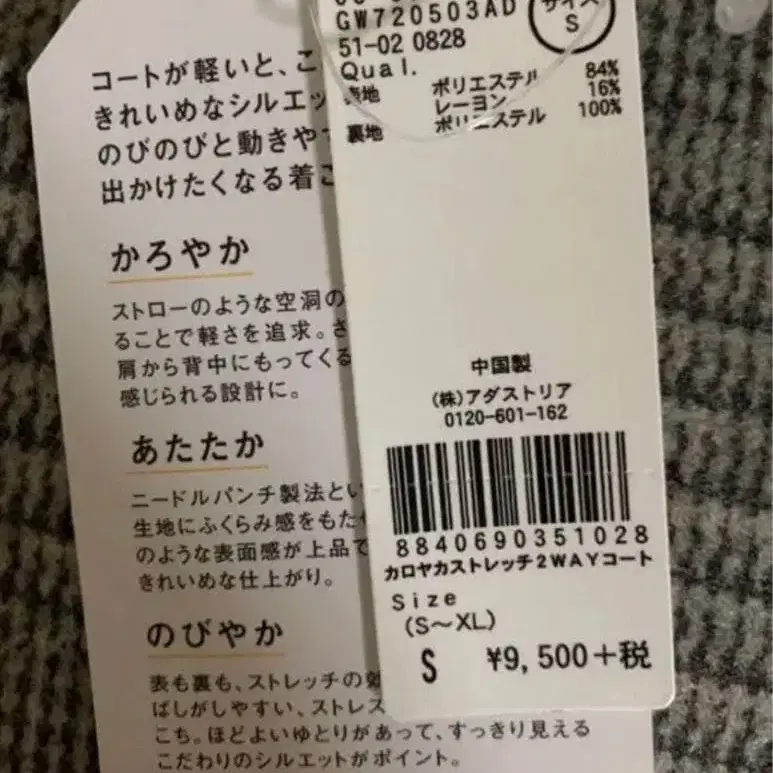 コートが軽いと、こ
きれいめなシルエッ
のびのびと動きやす
出かけたくなる着こ
かろやか
ストローのような空洞の
ることで軽さを追求。さ
肩から背中にもってくる
感じられる設計に。
あたたか
ニードルパンチ製法とい
生地にふくらみ感をもた
のような表面感が上品で
きれいめな仕上がり。
のびやか
表も裏も、ストレッチの効
ばしがしやすい、ストレス
こち。ほどよいゆとりがあって、すっきり見える
こだわりのシルエットがポイント。
GW720503AD
サイズ
S
51-02 0828
Qual.
表地 ポリエステル 84%
レーヨン 16%
裏地 ポリエステル 100%
中国製
(株)アダストリア
0120-601-162
8840690351028
カロヤカストレッチ2WAYコート
Size
(S〜XL)
S ¥9,500+税